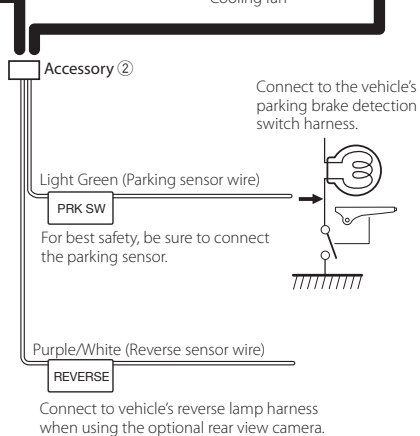 Cooling fan
Accessory ②
Connect to the vehicle's
parking brake detection
switch harness.
Light Green (Parking sensor wire)
PRK SW
For best safety, be sure to connect
the parking sensor.
Purple/White (Reverse sensor wire)
REVERSE
Connect to vehicle's reverse lamp harness
when using the optional rear view camera.